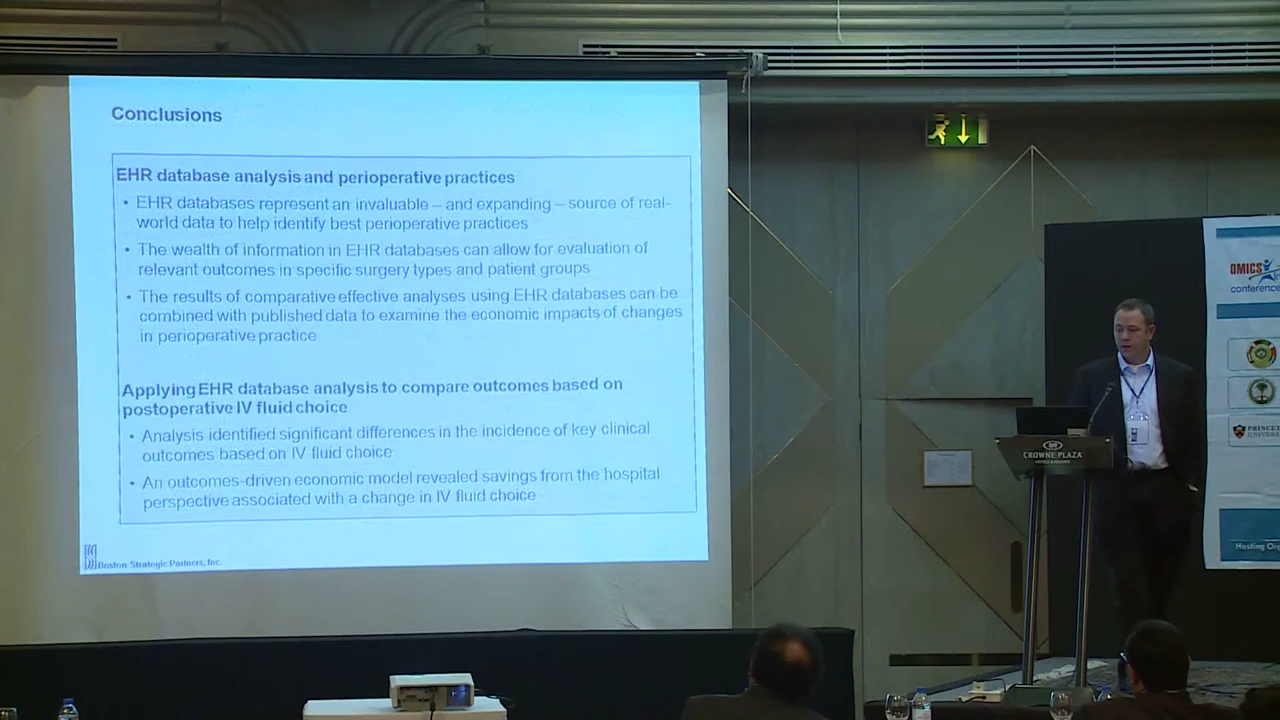 Conclusions
EHR database analysis and perioperative practices
• EHR databases represent an invaluable – and expanding – source of real-
world data to help identify best perioperative practices
• The wealth of information in EHR databases can allow for evaluation of
relevant outcomes in specific surgery types and patient groups
• The results of comparative effective analyses using EHR databases can be
combined with published data to examine the economic impacts of changes
in perioperative practice
Applying EHR database analysis to compare outcomes based on
postoperative IV fluid choice
• Analysis identified significant differences in the incidence of key clinical
outcomes based on IV fluid choice
• An outcomes-driven economic model revealed savings from the hospital
perspective associated with a change in IV fluid choice
Boston Strategic Partners, Inc.
CROWNE PLAZA
HOTELS & RESORTS
OMICS
conference
PRINCE
UNIVER
Hosting Org